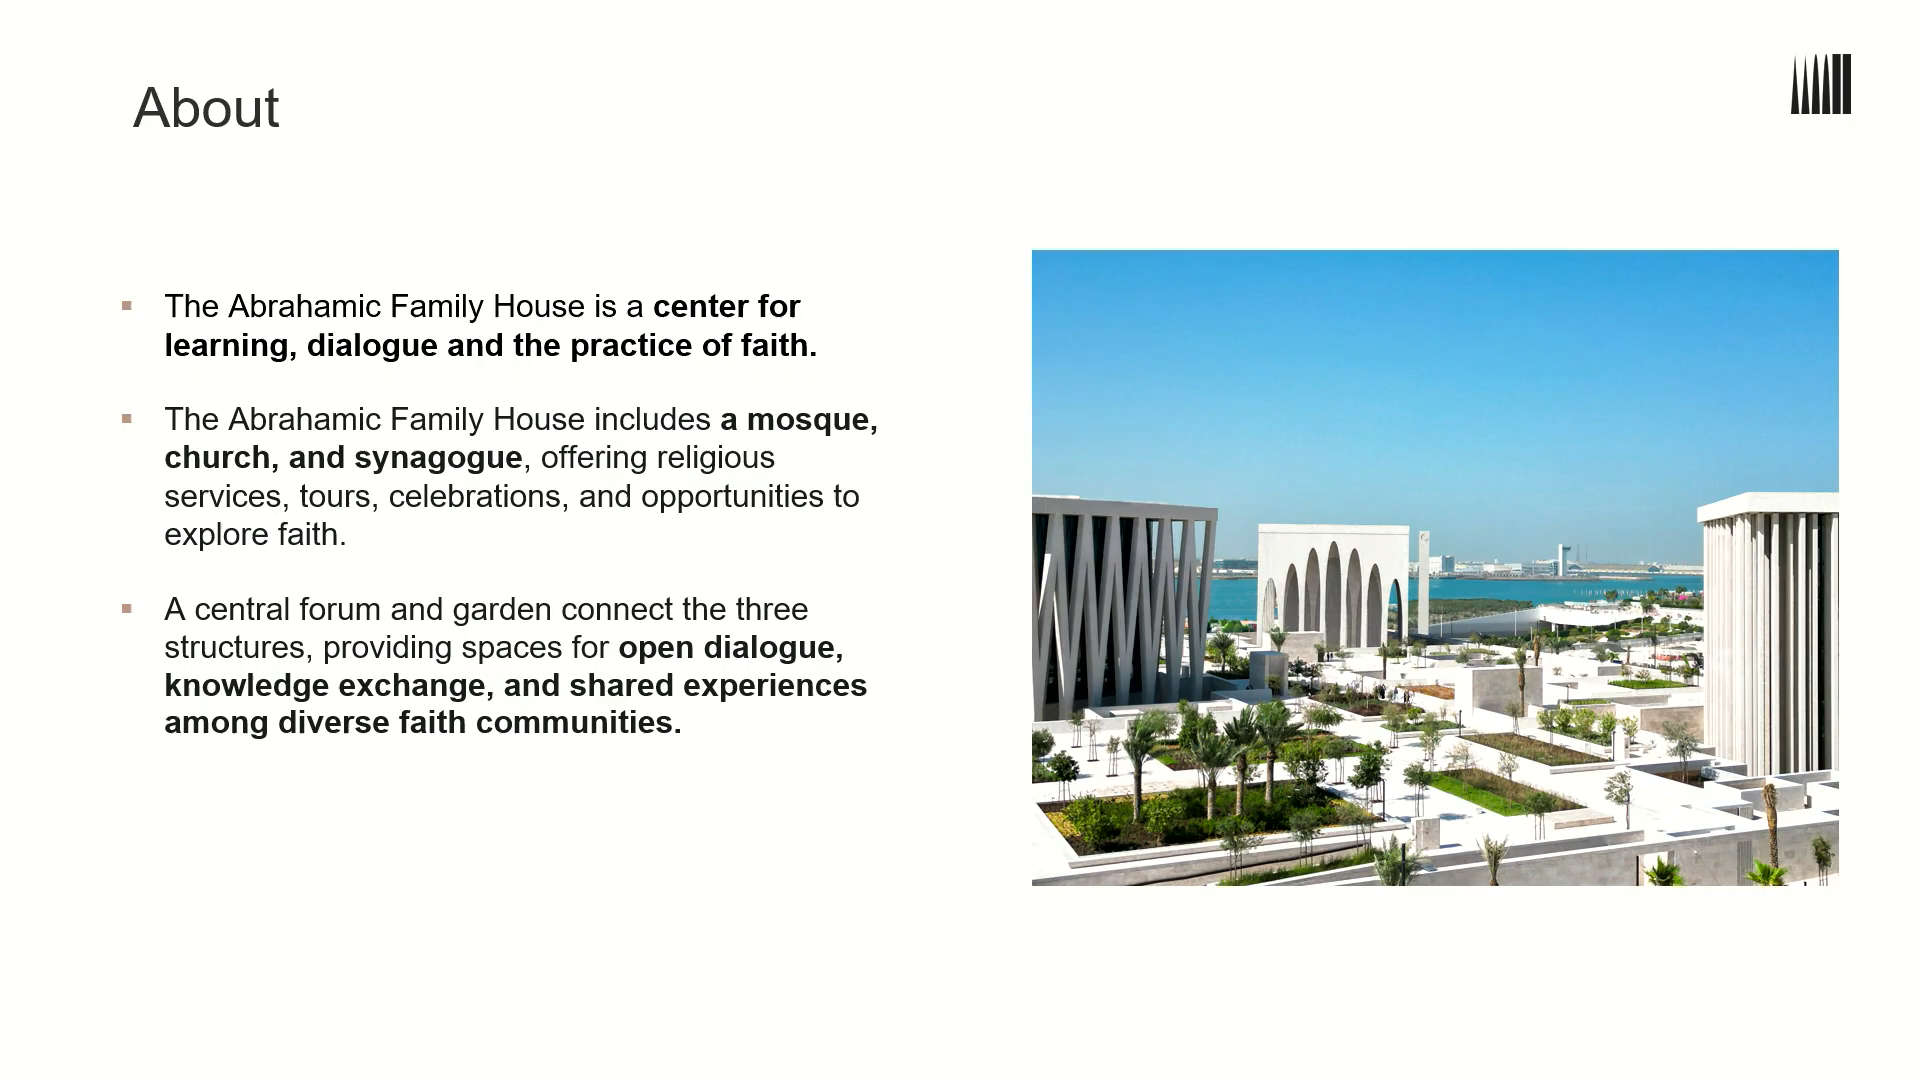 About
The Abrahamic Family House is a center for
learning, dialogue and the practice of faith.
The Abrahamic Family House includes a mosque,
church, and synagogue, offering religious
services, tours, celebrations, and opportunities to
explore faith.
A central forum and garden connect the three
structures, providing spaces for open dialogue,
knowledge exchange, and shared experiences
among diverse faith communities.